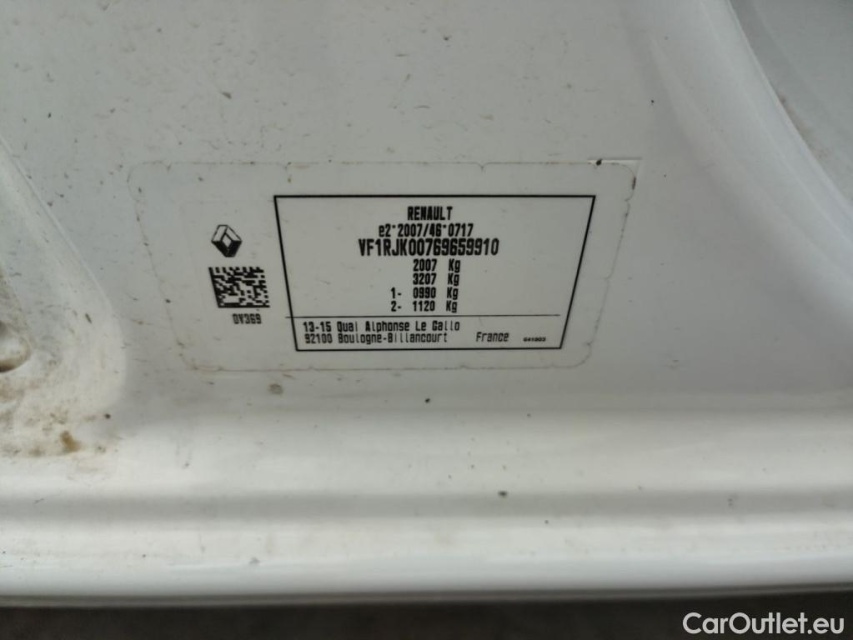 RENAULT
e2*2007/46*0717
VF1RJK00769659910
2007 Kg
3207 Kg
1- 0990 Kg
2- 1120 Kg
0V369
13-15 Quai Alphonse Le Gallo
92100 Boulogne-Billancourt France
CarOutlet.eu